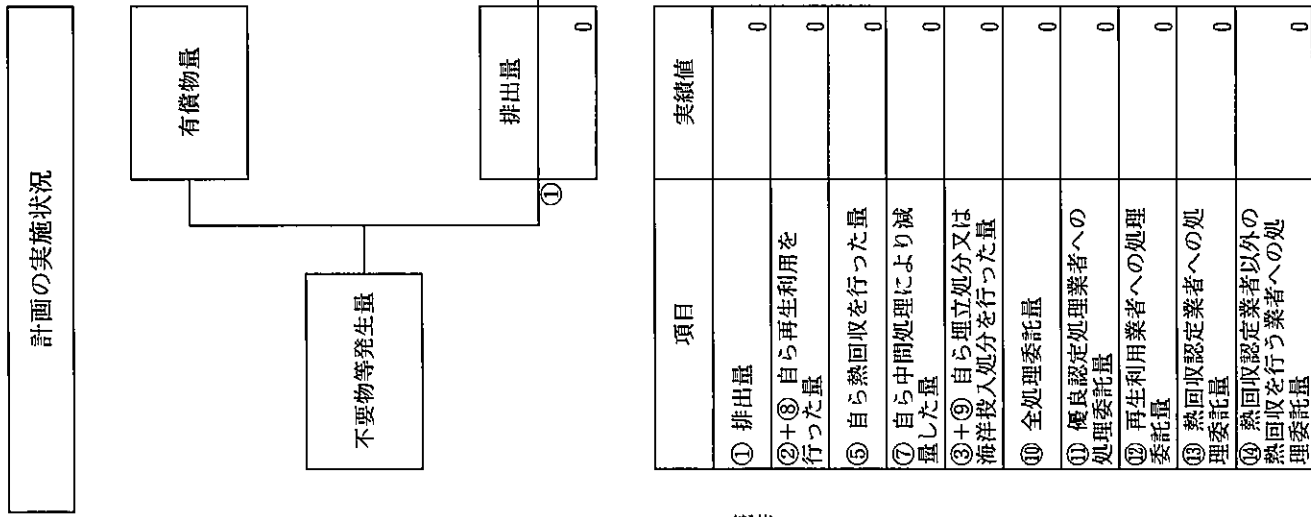 計画の実施状況
有償物量
不要物等発生量
①
排出量
0
項目
実績値
① 排出量
0
②+⑧ 自ら再生利用を
行った量
0
⑤ 自ら熱回収を行った量
0
⑦ 自ら中間処理により減
量した量
0
③+⑨ 自ら埋立処分又は
海洋投入処分を行った量
0
⑩ 全処理委託量
0
⑪ 優良認定処理業者への
処理委託量
0
⑫ 再生利用業者への処理
委託量
0
⑬ 熱回収認定業者への処
理委託量
0
⑭ 熱回収認定業者以外の
熱回収を行う業者への処
理委託量
0